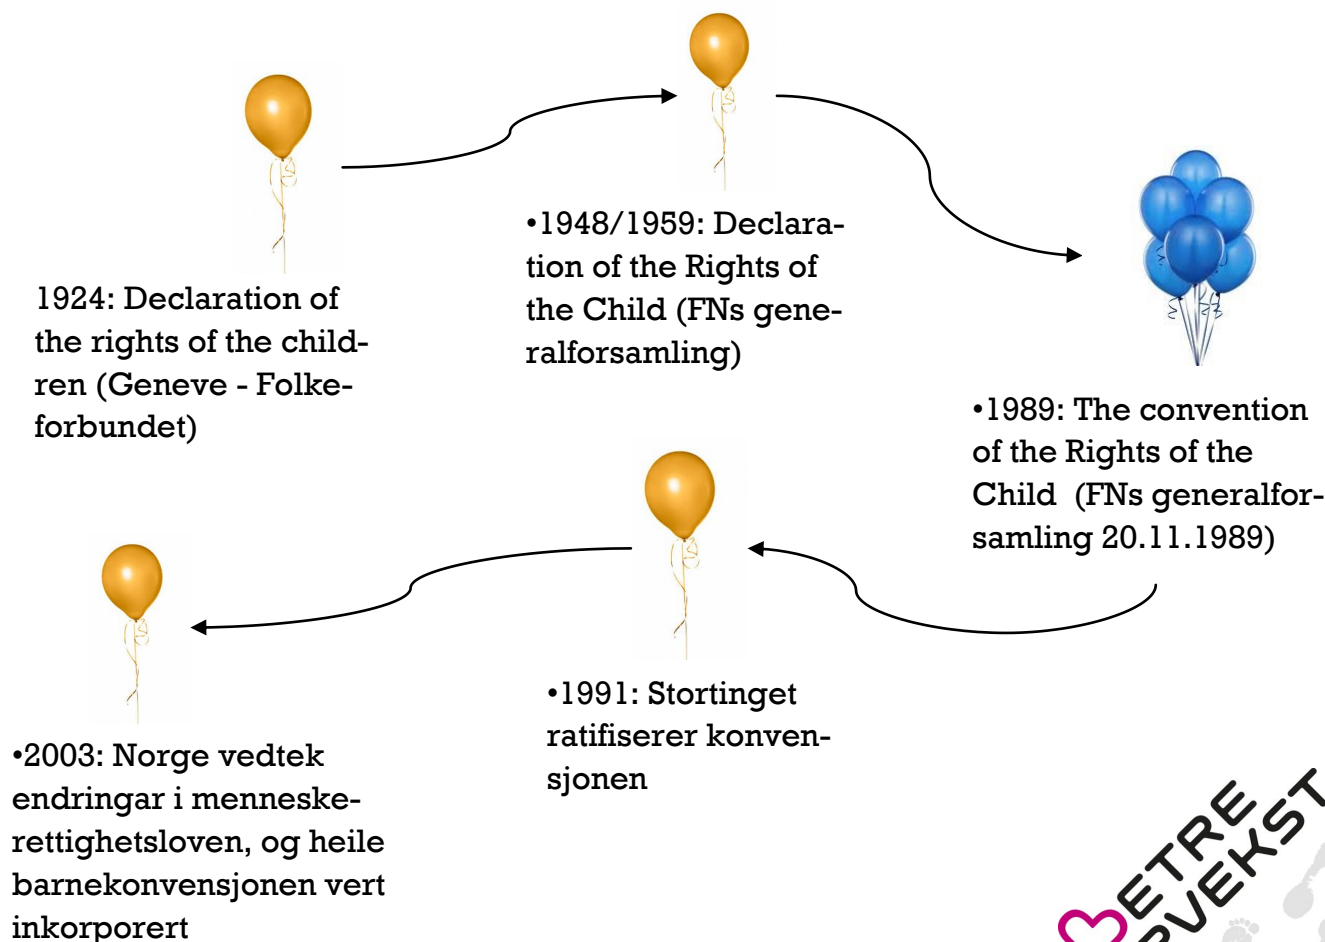 1924: Declaration of
the rights of the child-
ren (Geneve - Folke-
forbundet)
•1948/1959: Declara-
tion of the Rights of
the Child (FNs gene-
ralforsamling)
•1989: The convention
of the Rights of the
Child  (FNs generalfor-
samling 20.11.1989)
•1991: Stortinget
ratifiserer konven-
sjonen
•2003: Norge vedtek
endringar i menneske-
rettighetsloven, og heile
barnekonvensjonen vert
inkorporert
ETRE